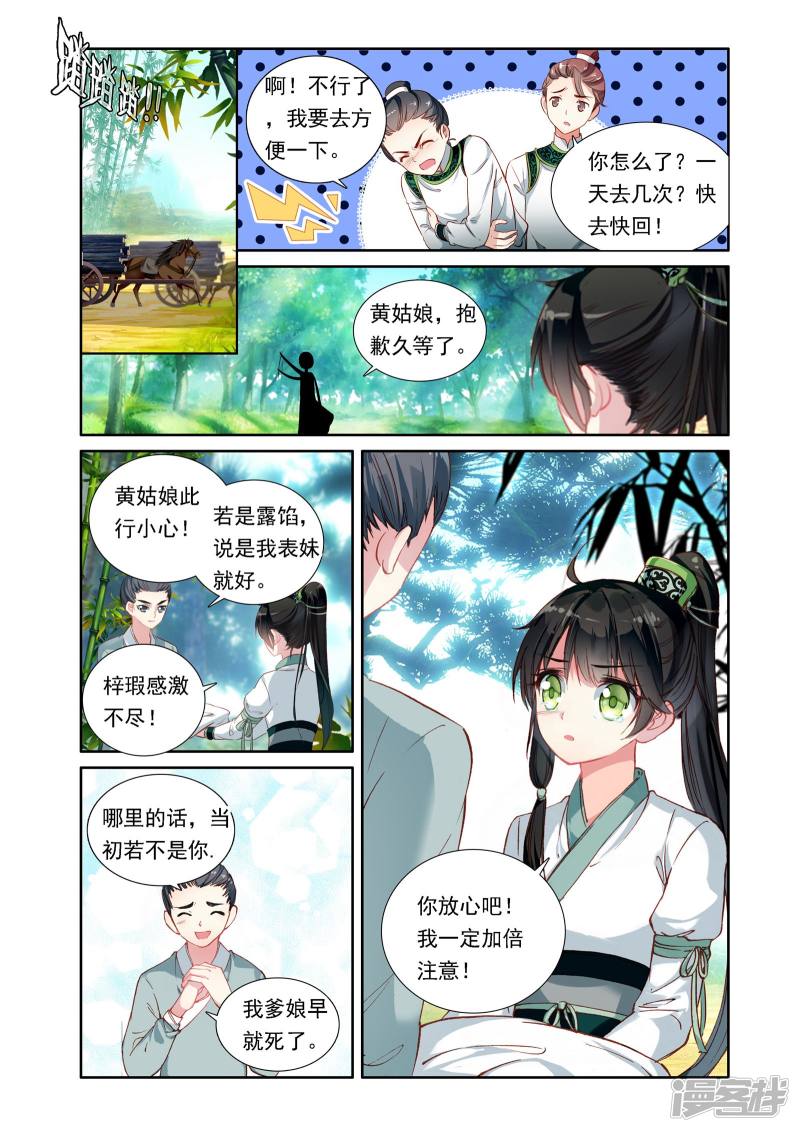 踏踏踏!!
啊！不行了
，我要去方
便一下。
你怎么了？一
天去几次？快
去快回！
黄姑娘，抱
歉久等了。
黄姑娘此
行小心！
若是露馅，
说是我表妹
就好。
梓瑕感激
不尽！
你放心吧！
我一定加倍
注意！
哪里的话，当
初若不是你.
我爹娘早
就死了。
漫客栈